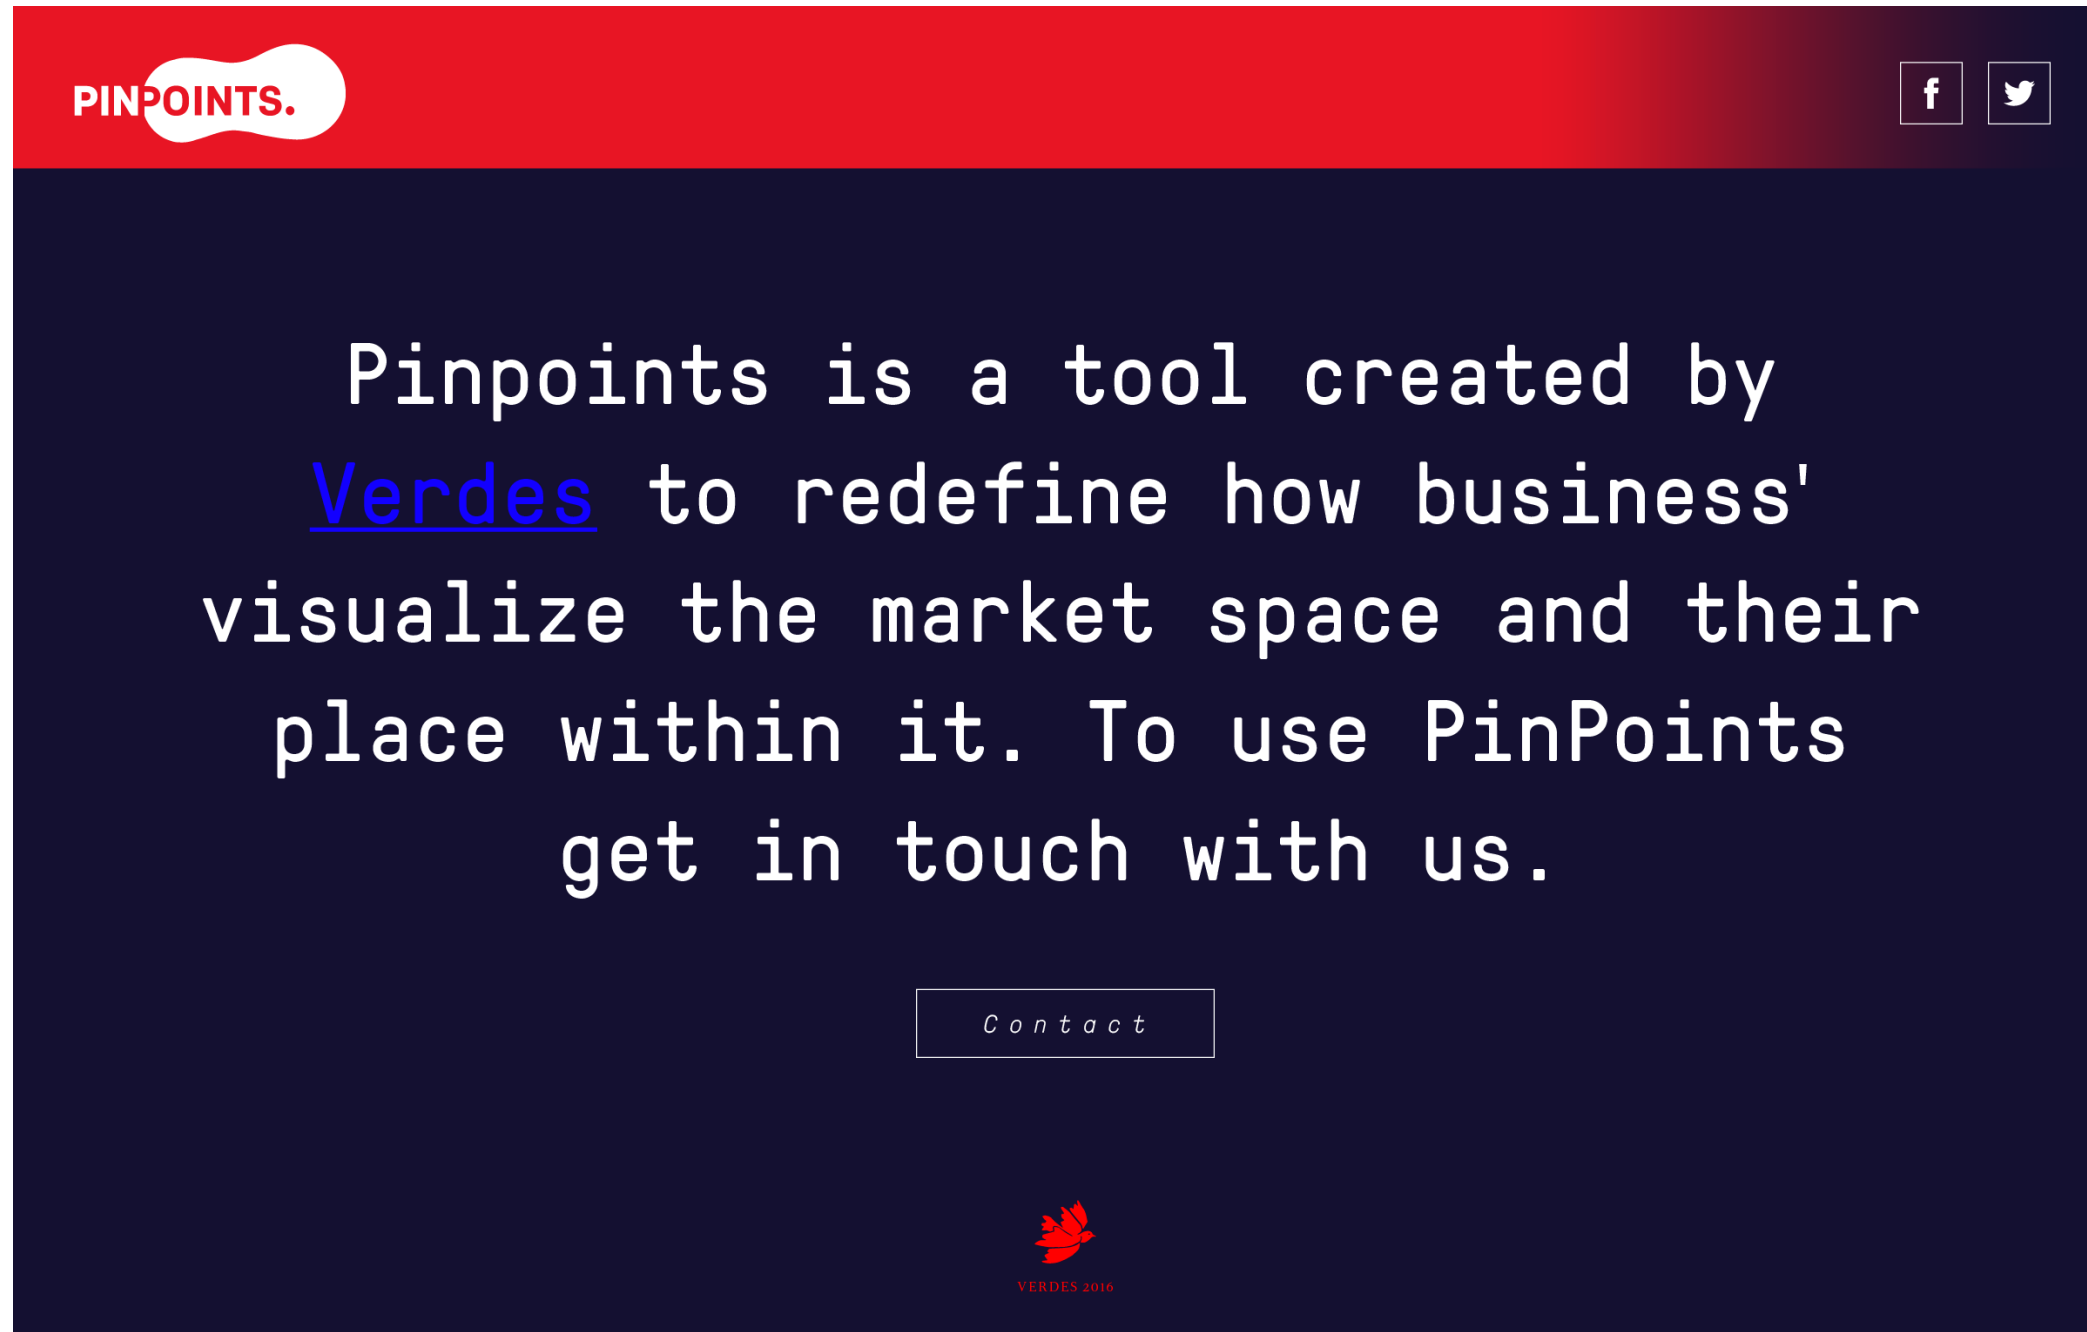 PINPOINTS.
Pinpoints is a tool created by
Verdes to redefine how business'
visualize the market space and their
place within it. To use PinPoints
get in touch with us.
Contact
VERDES 2016